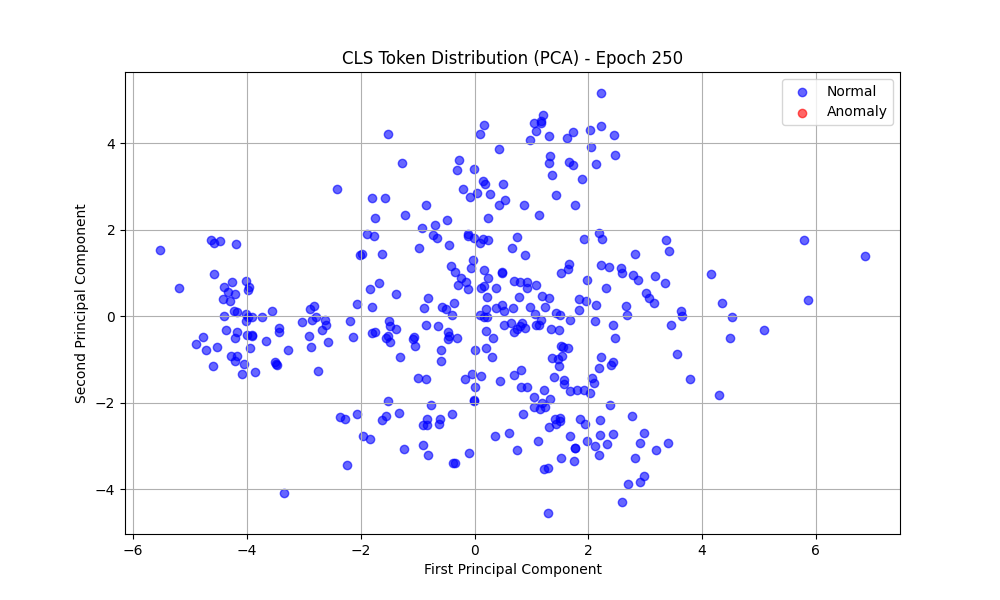 CLS Token Distribution (PCA) - Epoch 250
Normal
Anomaly
Second Principal Component
4
2
0
−2
−4
−6
−4
−2
0
2
4
6
First Principal Component